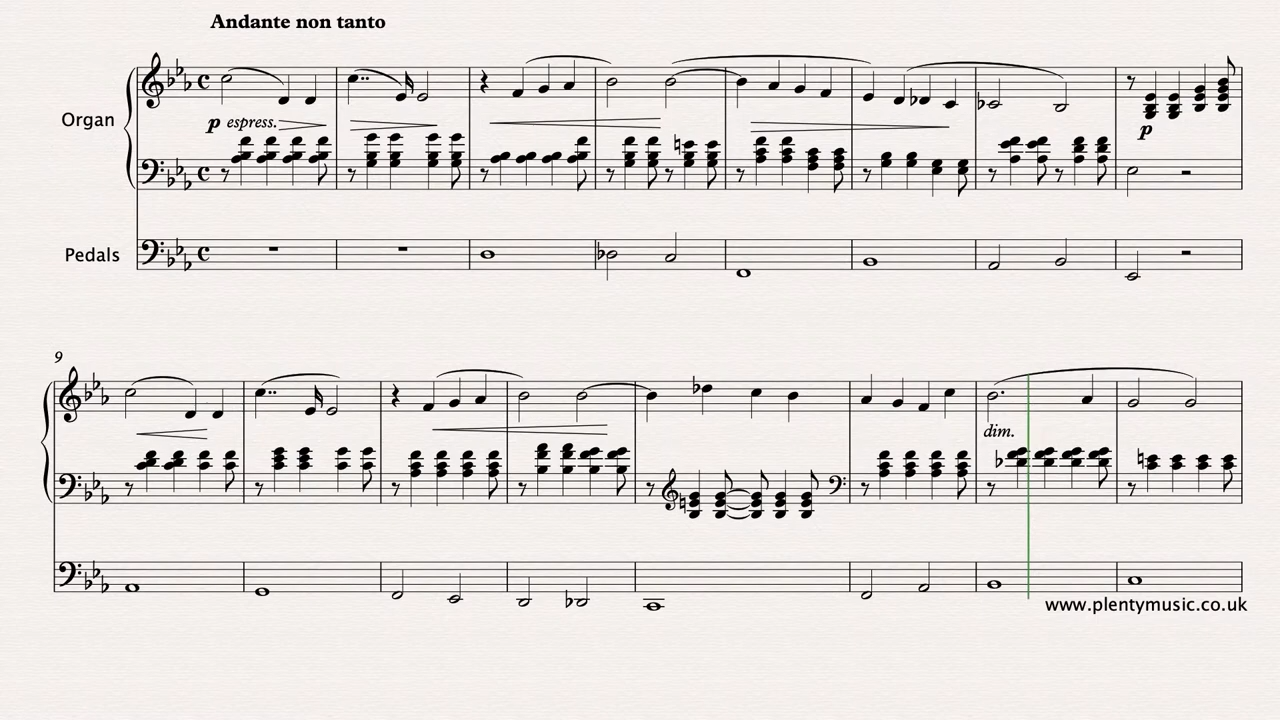 Andante non tanto
Organ
p espress.
p
Pedals
9
dim.
www.plentymusic.co.uk